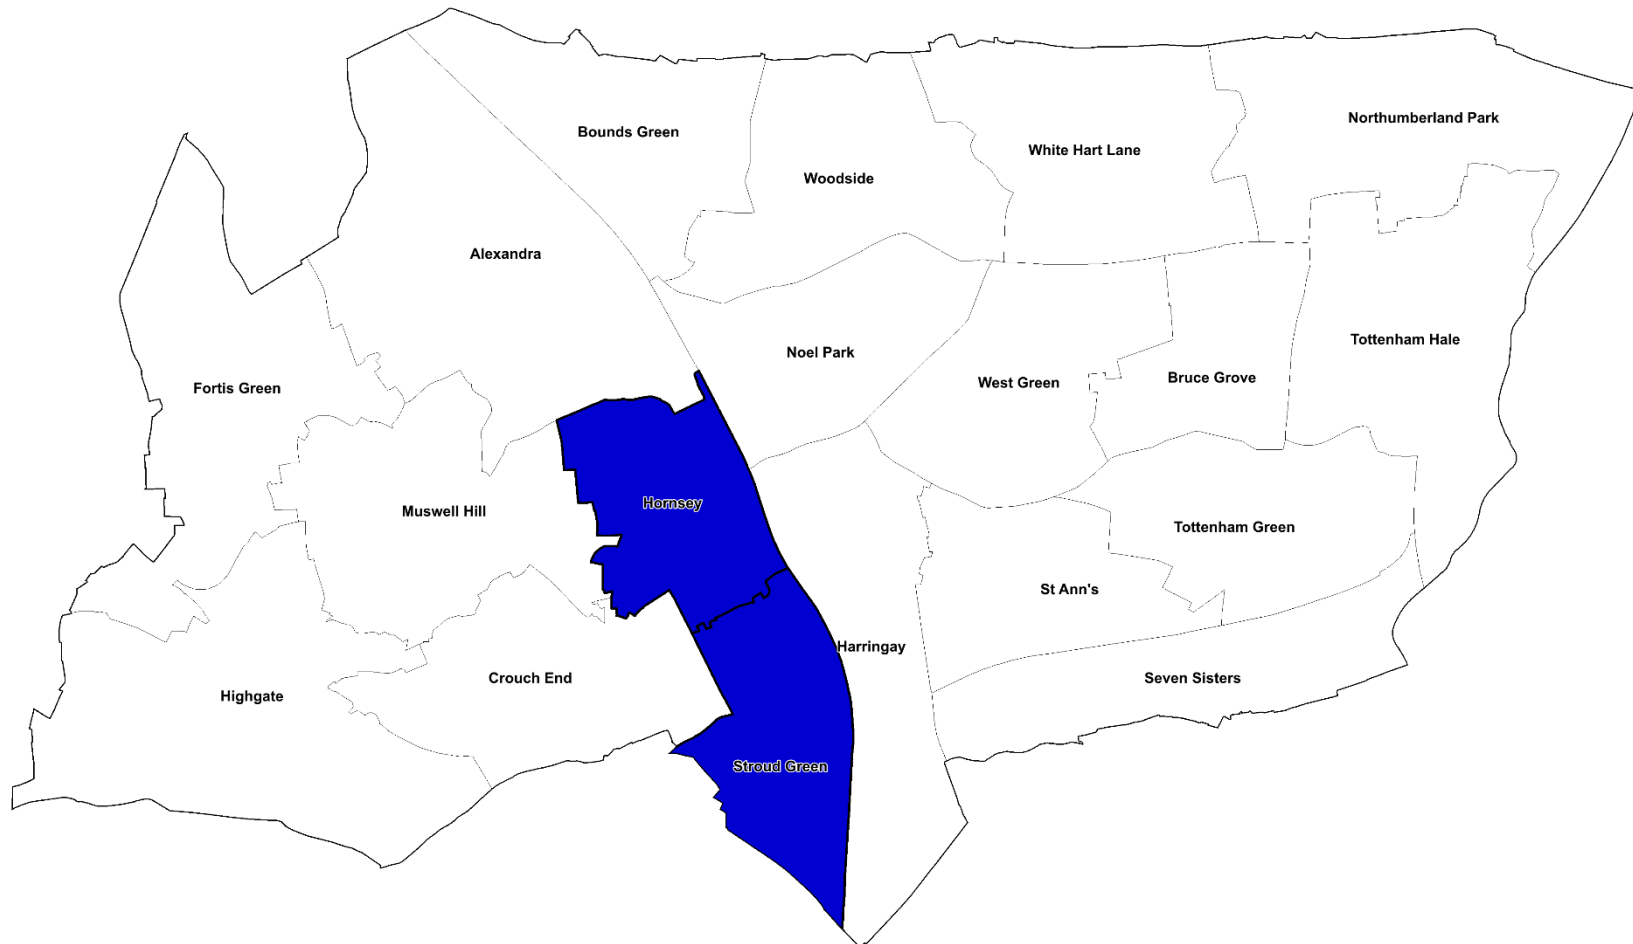 Northumberland Park
Bounds Green
White Hart Lane
Woodside
Alexandra
Tottenham Hale
Noel Park
Bruce Grove
West Green
Fortis Green
Hornsey
Muswell Hill
Tottenham Green
St Ann's
Harringay
Crouch End
Seven Sisters
Highgate
Stroud Green